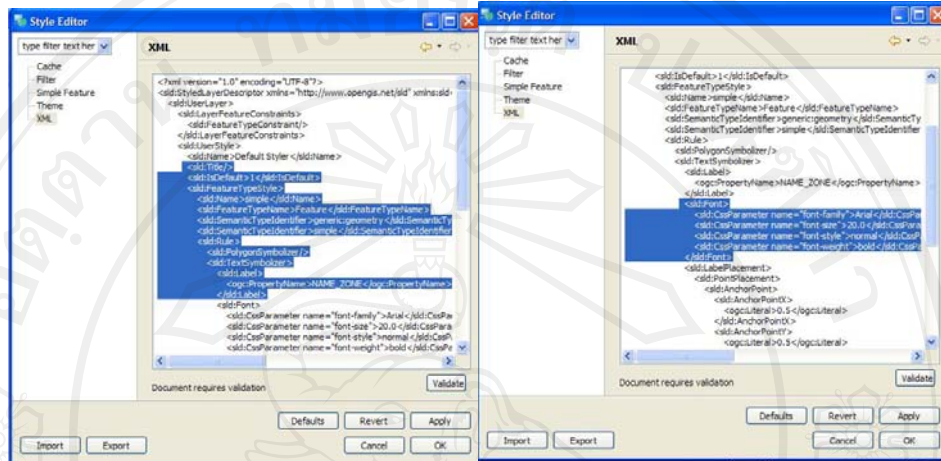 Style Editor
type filter text her
Cache
Filter
Simple Feature
Theme
XML
XML
<?xml version="1.0" encoding="UTF-8"?>
<sld:StyledLayerDescriptor xmlns="http://www.opengis.net/sld" xmlns:sld=
<sld:UserLayer>
<sld:LayerFeatureConstraints>
<sld:FeatureTypeConstraint/>
</sld:LayerFeatureConstraints>
<sld:UserStyle>
<sld:Name>Default Styler</sld:Name>
<sld:Title/>
<sld:IsDefault>1</sld:IsDefault>
<sld:FeatureTypeStyle>
<sld:Name>simple</sld:Name>
<sld:FeatureTypeName>Feature</sld:FeatureTypeName>
<sld:SemanticTypeIdentifier>generic:geometry</sld:SemanticTy
<sld:SemanticTypeIdentifier>simple</sld:SemanticTypeIdentifier
<sld:Rule>
<sld:PolygonSymbolizer/>
<sld:TextSymbolizer>
<sld:Label>
<ogc:PropertyName>NAME_ZONE</ogc:PropertyName>
</sld:Label>
<sld:Font>
<sld:CssParameter name="font-family">Arial</sld:CssPar
<sld:CssParameter name="font-size">20.0</sld:CssPara
<sld:CssParameter name="font-style">normal</sld:CssP
<sld:CssParameter name="font-weight">bold</sld:CssPa
Document requires validation
Validate
Defaults
Revert
Apply
Import
Export
Cancel
OK
Style Editor
type filter text her
Cache
Filter
Simple Feature
Theme
XML
XML
<sld:IsDefault>1</sld:IsDefault>
<sld:FeatureTypeStyle>
<sld:Name>simple</sld:Name>
<sld:FeatureTypeName>Feature</sld:FeatureTypeName>
<sld:SemanticTypeIdentifier>generic:geometry</sld:SemanticTy
<sld:SemanticTypeIdentifier>simple</sld:SemanticTypeIdentifier
<sld:Rule>
<sld:PolygonSymbolizer/>
<sld:TextSymbolizer>
<sld:Label>
<ogc:PropertyName>NAME_ZONE</ogc:PropertyName>
</sld:Label>
<sld:Font>
<sld:CssParameter name="font-family">Arial</sld:CssPa
<sld:CssParameter name="font-size">20.0</sld:CssPara
<sld:CssParameter name="font-style">normal</sld:CssP
<sld:CssParameter name="font-weight">bold</sld:CssPa
</sld:Font>
<sld:LabelPlacement>
<sld:PointPlacement>
<sld:AnchorPoint>
<sld:AnchorPointX>
<ogc:Literal>0.5</ogc:Literal>
</sld:AnchorPointX>
<sld:AnchorPointY>
<ogc:Literal>0.5</ogc:Literal>
Document requires validation
Validate
Defaults
Revert
Apply
Import
Export
Cancel
OK